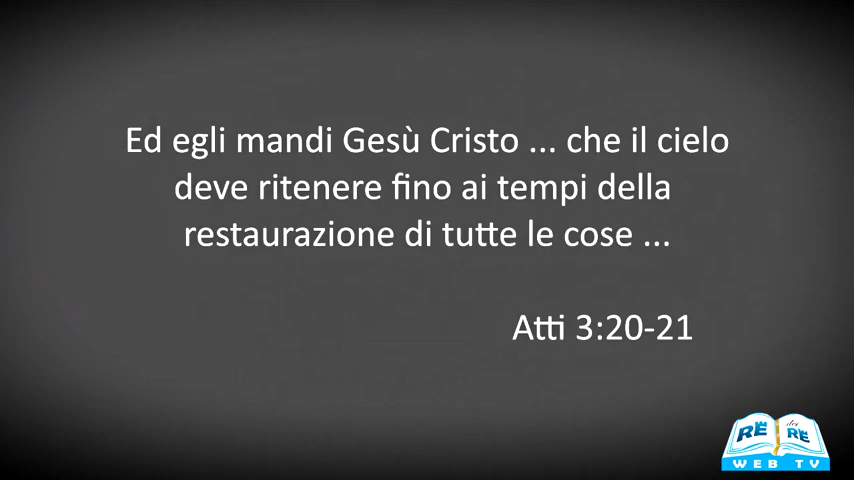 Ed egli mandi Gesù Cristo ... che il cielo
deve ritenere fino ai tempi della
restaurazione di tutte le cose ...
Atti 3:20-21
RE dei RE
WEB TV